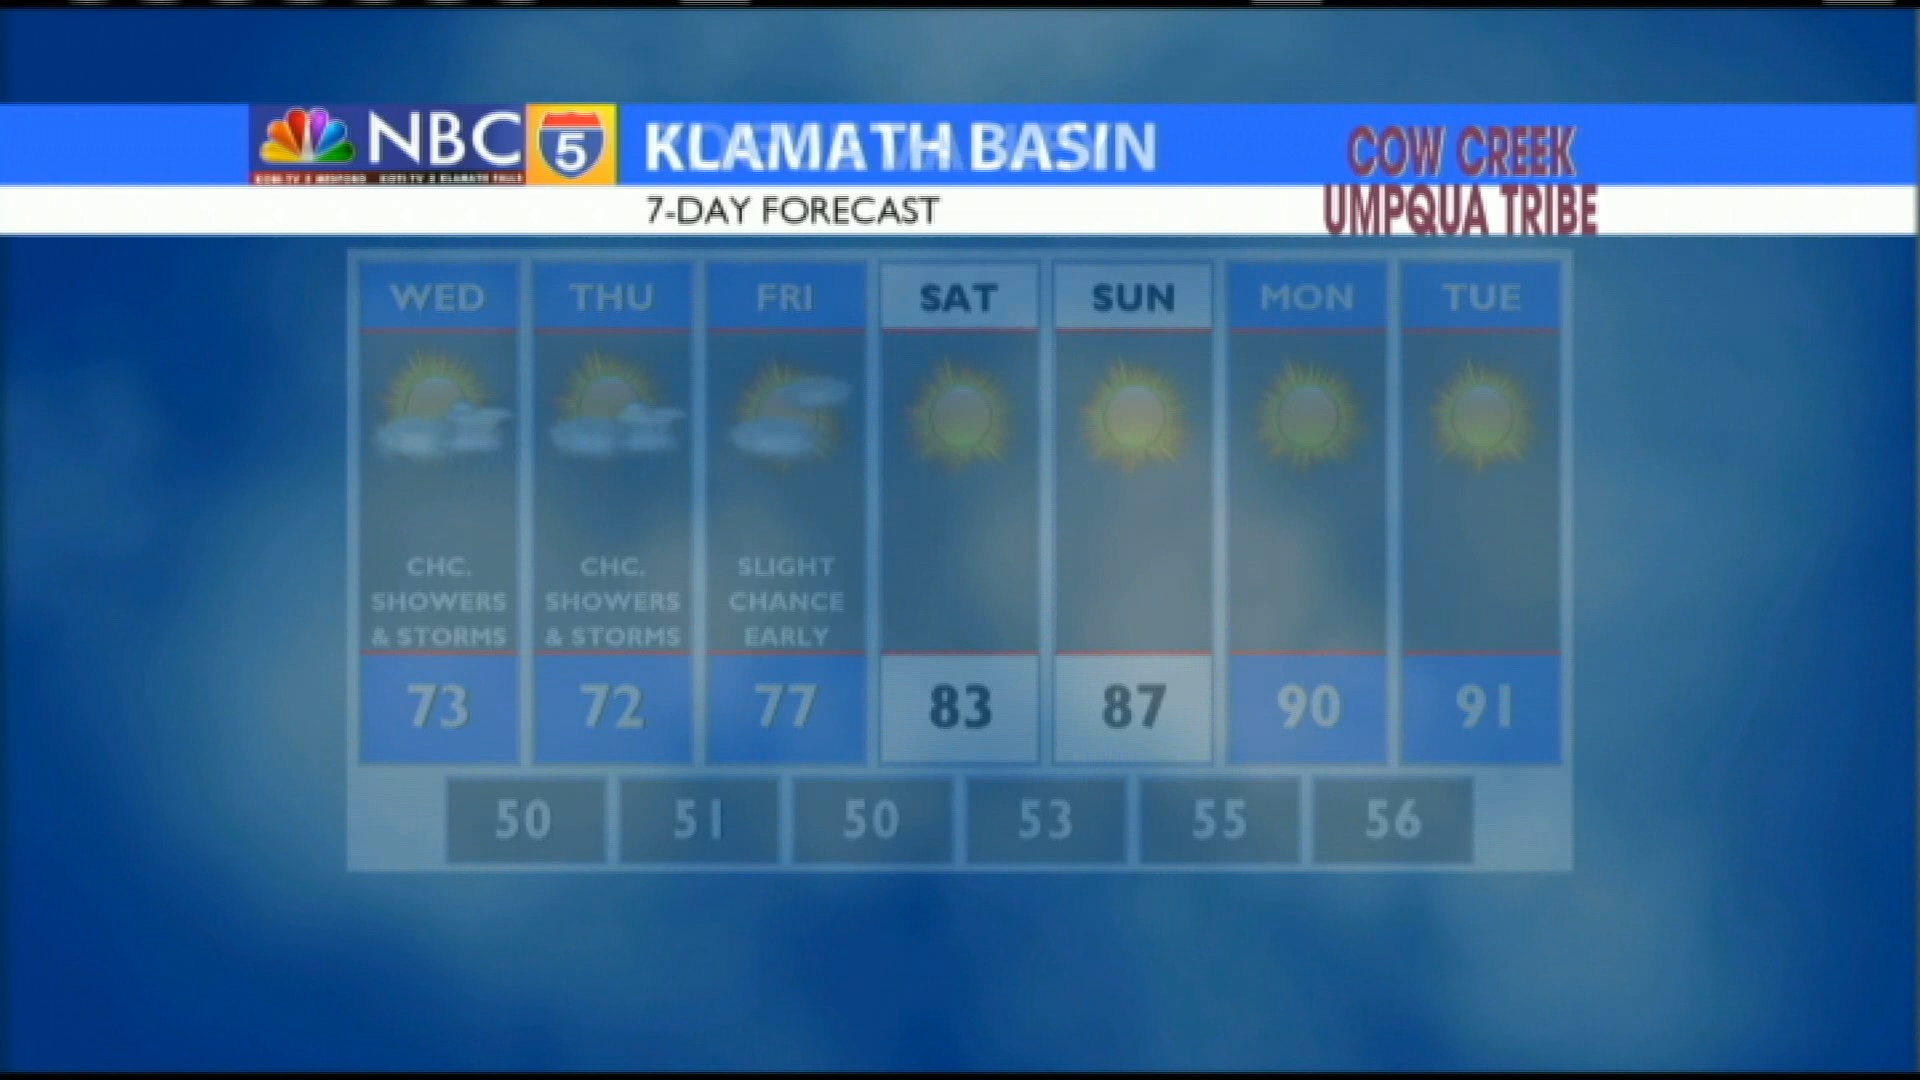 NBC 5
KLAMATH BASIN
COW CREEK
UMPQUA TRIBE
7-DAY FORECAST
WED THU FRI SAT SUN MON TUE
CHC.
SHOWERS
& STORMS
CHC.
SHOWERS
& STORMS
SLIGHT
CHANCE
EARLY
73 72 77 83 87 90 91
50 51 50 53 55 56